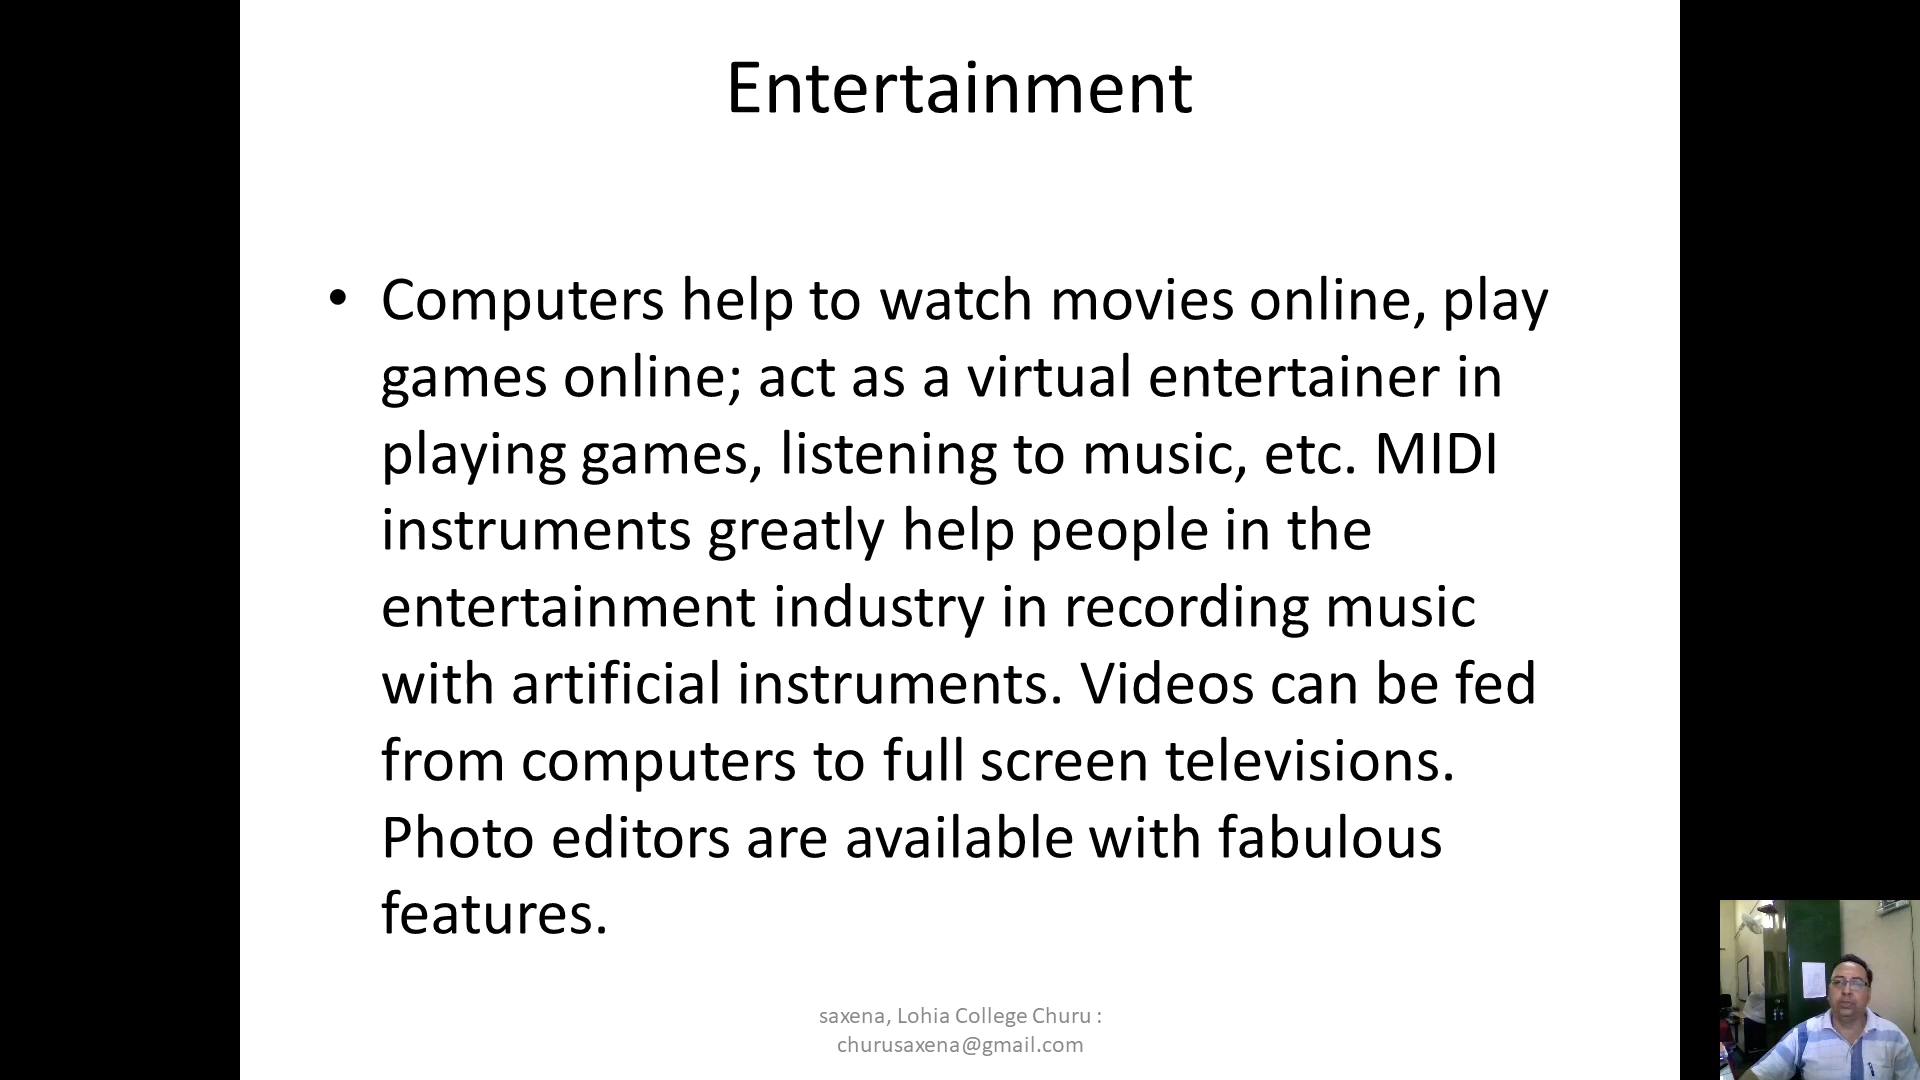 Entertainment
• Computers help to watch movies online, play
games online; act as a virtual entertainer in
playing games, listening to music, etc. MIDI
instruments greatly help people in the
entertainment industry in recording music
with artificial instruments. Videos can be fed
from computers to full screen televisions.
Photo editors are available with fabulous
features.
saxena, Lohia College Churu :
churusaxena@gmail.com